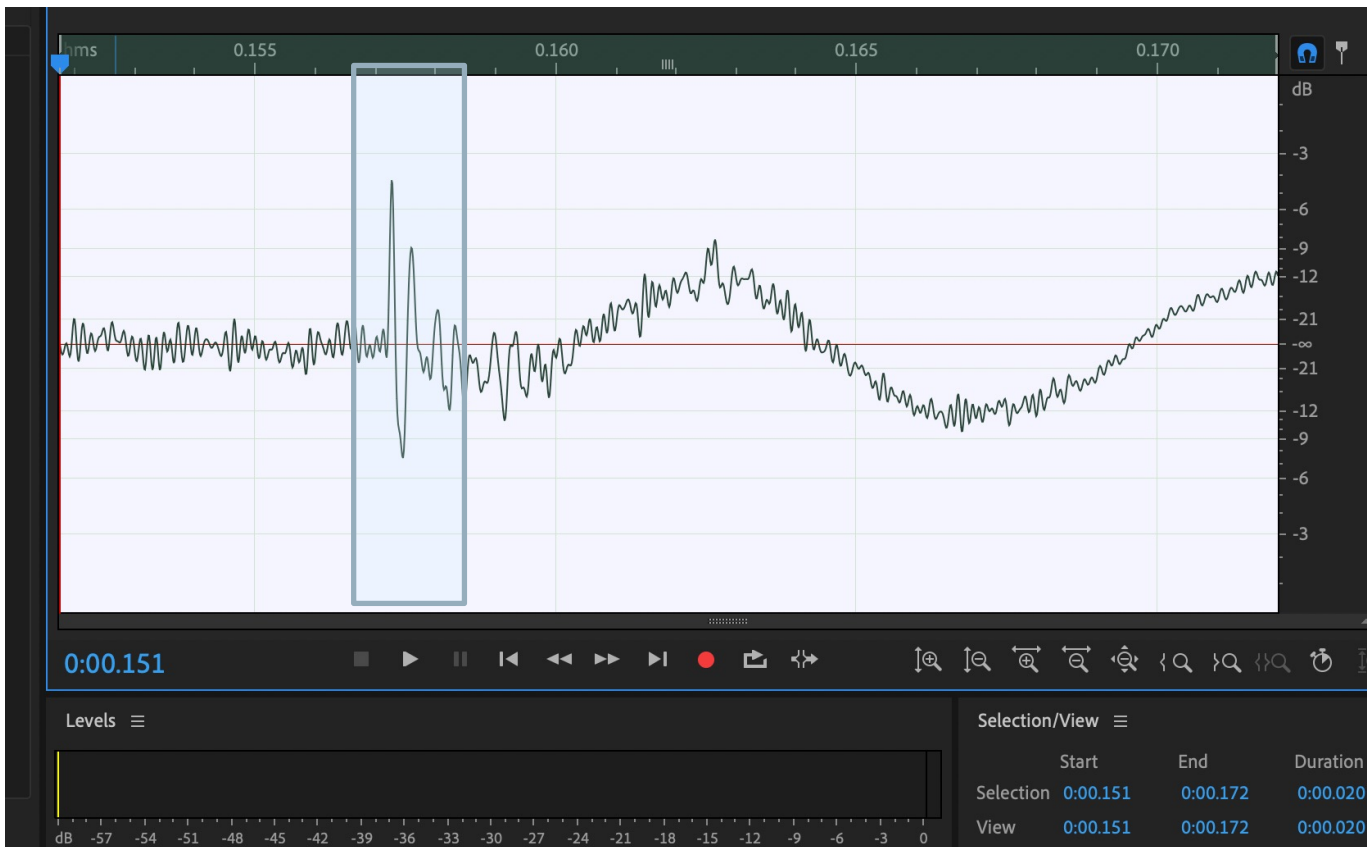 hms 0.155 0.160 0.165 0.170
dB
-3
-6
-9
-12
-21
-∞
-21
-12
-9
-6
-3
0:00.151
Levels
dB -57 -54 -51 -48 -45 -42 -39 -36 -33 -30 -27 -24 -21 -18 -15 -12 -9 -6 -3 0
Selection/View
Start End Duration
Selection 0:00.151 0:00.172 0:00.020
View 0:00.151 0:00.172 0:00.020